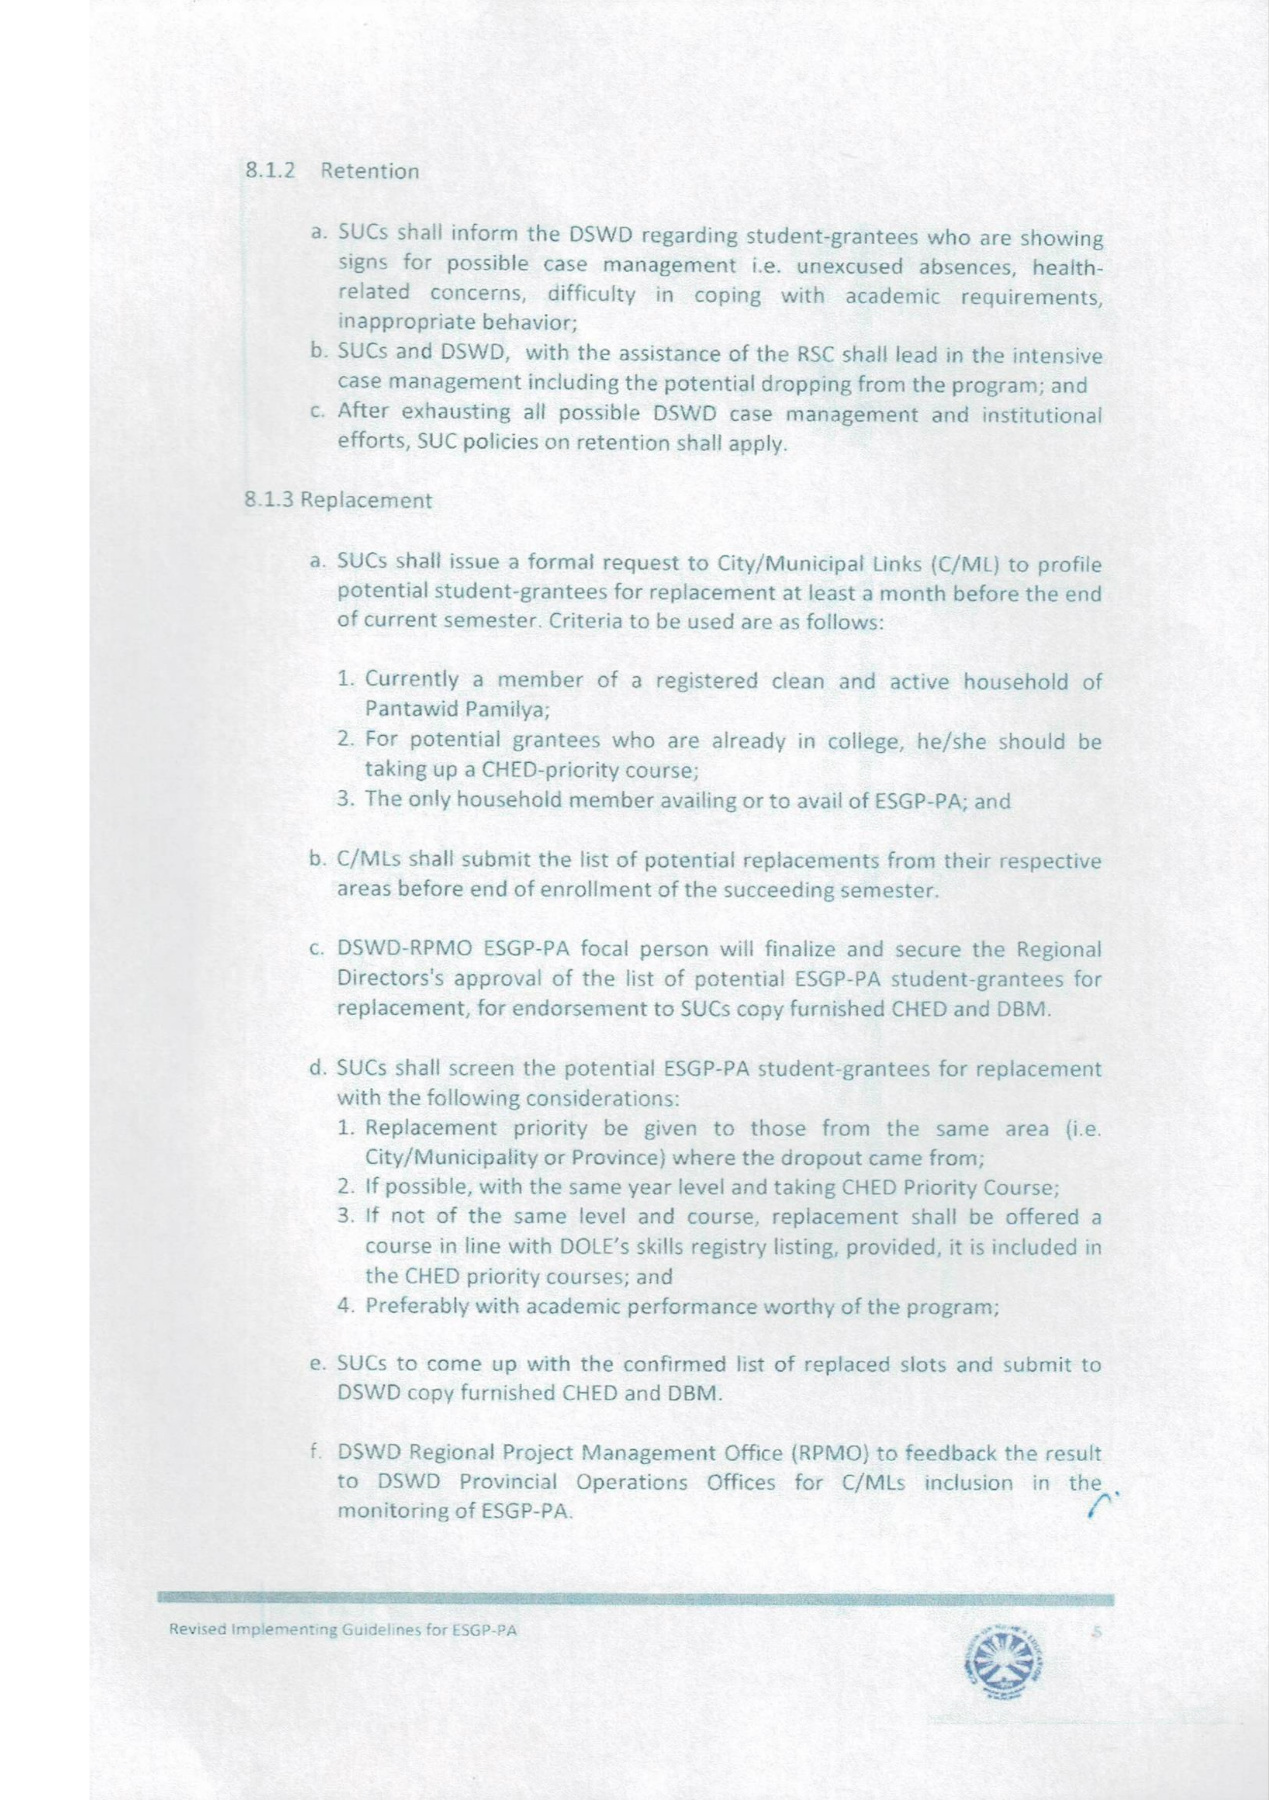 8.1.2 Retention
a. SUCs shall inform the DSWD regarding student-grantees who are showing
signs for possible case management i.e. unexcused absences, health-
related concerns, difficulty in coping with academic requirements,
inappropriate behavior;
b. SUCs and DSWD, with the assistance of the RSC shall lead in the intensive
case management including the potential dropping from the program; and
c. After exhausting all possible DSWD case management and institutional
efforts, SUC policies on retention shall apply.
8.1.3 Replacement
a. SUCs shall issue a formal request to City/Municipal Links (C/ML) to profile
potential student-grantees for replacement at least a month before the end
of current semester. Criteria to be used are as follows:
1. Currently a member of a registered clean and active household of
Pantawid Pamilya;
2. For potential grantees who are already in college, he/she should be
taking up a CHED-priority course;
3. The only household member availing or to avail of ESGP-PA; and
b. C/MLs shall submit the list of potential replacements from their respective
areas before end of enrollment of the succeeding semester.
c. DSWD-RPMO ESGP-PA focal person will finalize and secure the Regional
Directors's approval of the list of potential ESGP-PA student-grantees for
replacement, for endorsement to SUCs copy furnished CHED and DBM.
d. SUCs shall screen the potential ESGP-PA student-grantees for replacement
with the following considerations:
1. Replacement priority be given to those from the same area (i.e.
City/Municipality or Province) where the dropout came from;
2. If possible, with the same year level and taking CHED Priority Course;
3. If not of the same level and course, replacement shall be offered a
course in line with DOLE's skills registry listing, provided, it is included in
the CHED priority courses; and
4. Preferably with academic performance worthy of the program;
e. SUCs to come up with the confirmed list of replaced slots and submit to
DSWD copy furnished CHED and DBM.
f. DSWD Regional Project Management Office (RPMO) to feedback the result
to DSWD Provincial Operations Offices for C/MLs inclusion in the
monitoring of ESGP-PA.
Revised Implementing Guidelines for ESGP-PA
5